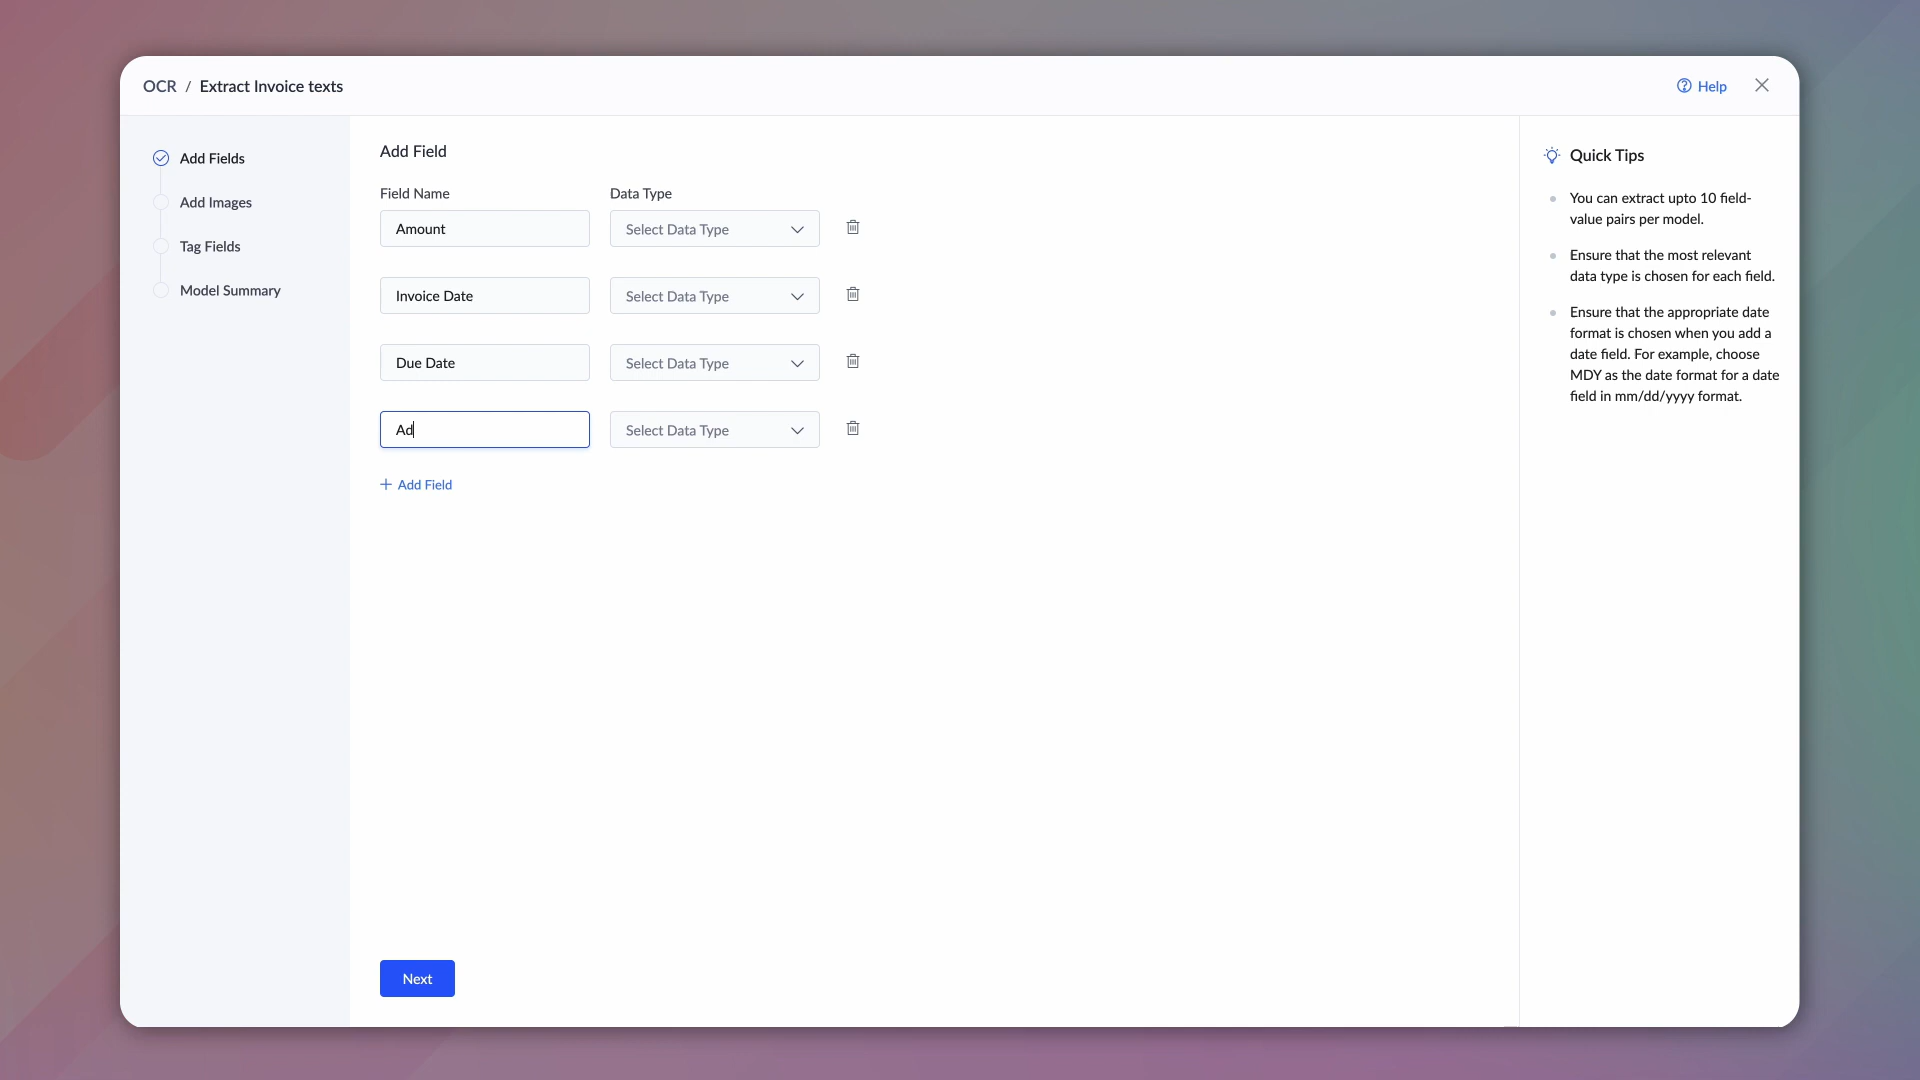 OCR / Extract Invoice texts
Help
Add Fields
Add Images
Tag Fields
Model Summary
Add Field
Field Name
Data Type
Amount
Select Data Type
Invoice Date
Select Data Type
Due Date
Select Data Type
Ad
Select Data Type
+ Add Field
Next
Quick Tips
You can extract upto 10 field-
value pairs per model.
Ensure that the most relevant
data type is chosen for each field.
Ensure that the appropriate date
format is chosen when you add a
date field. For example, choose
MDY as the date format for a date
field in mm/dd/yyyy format.